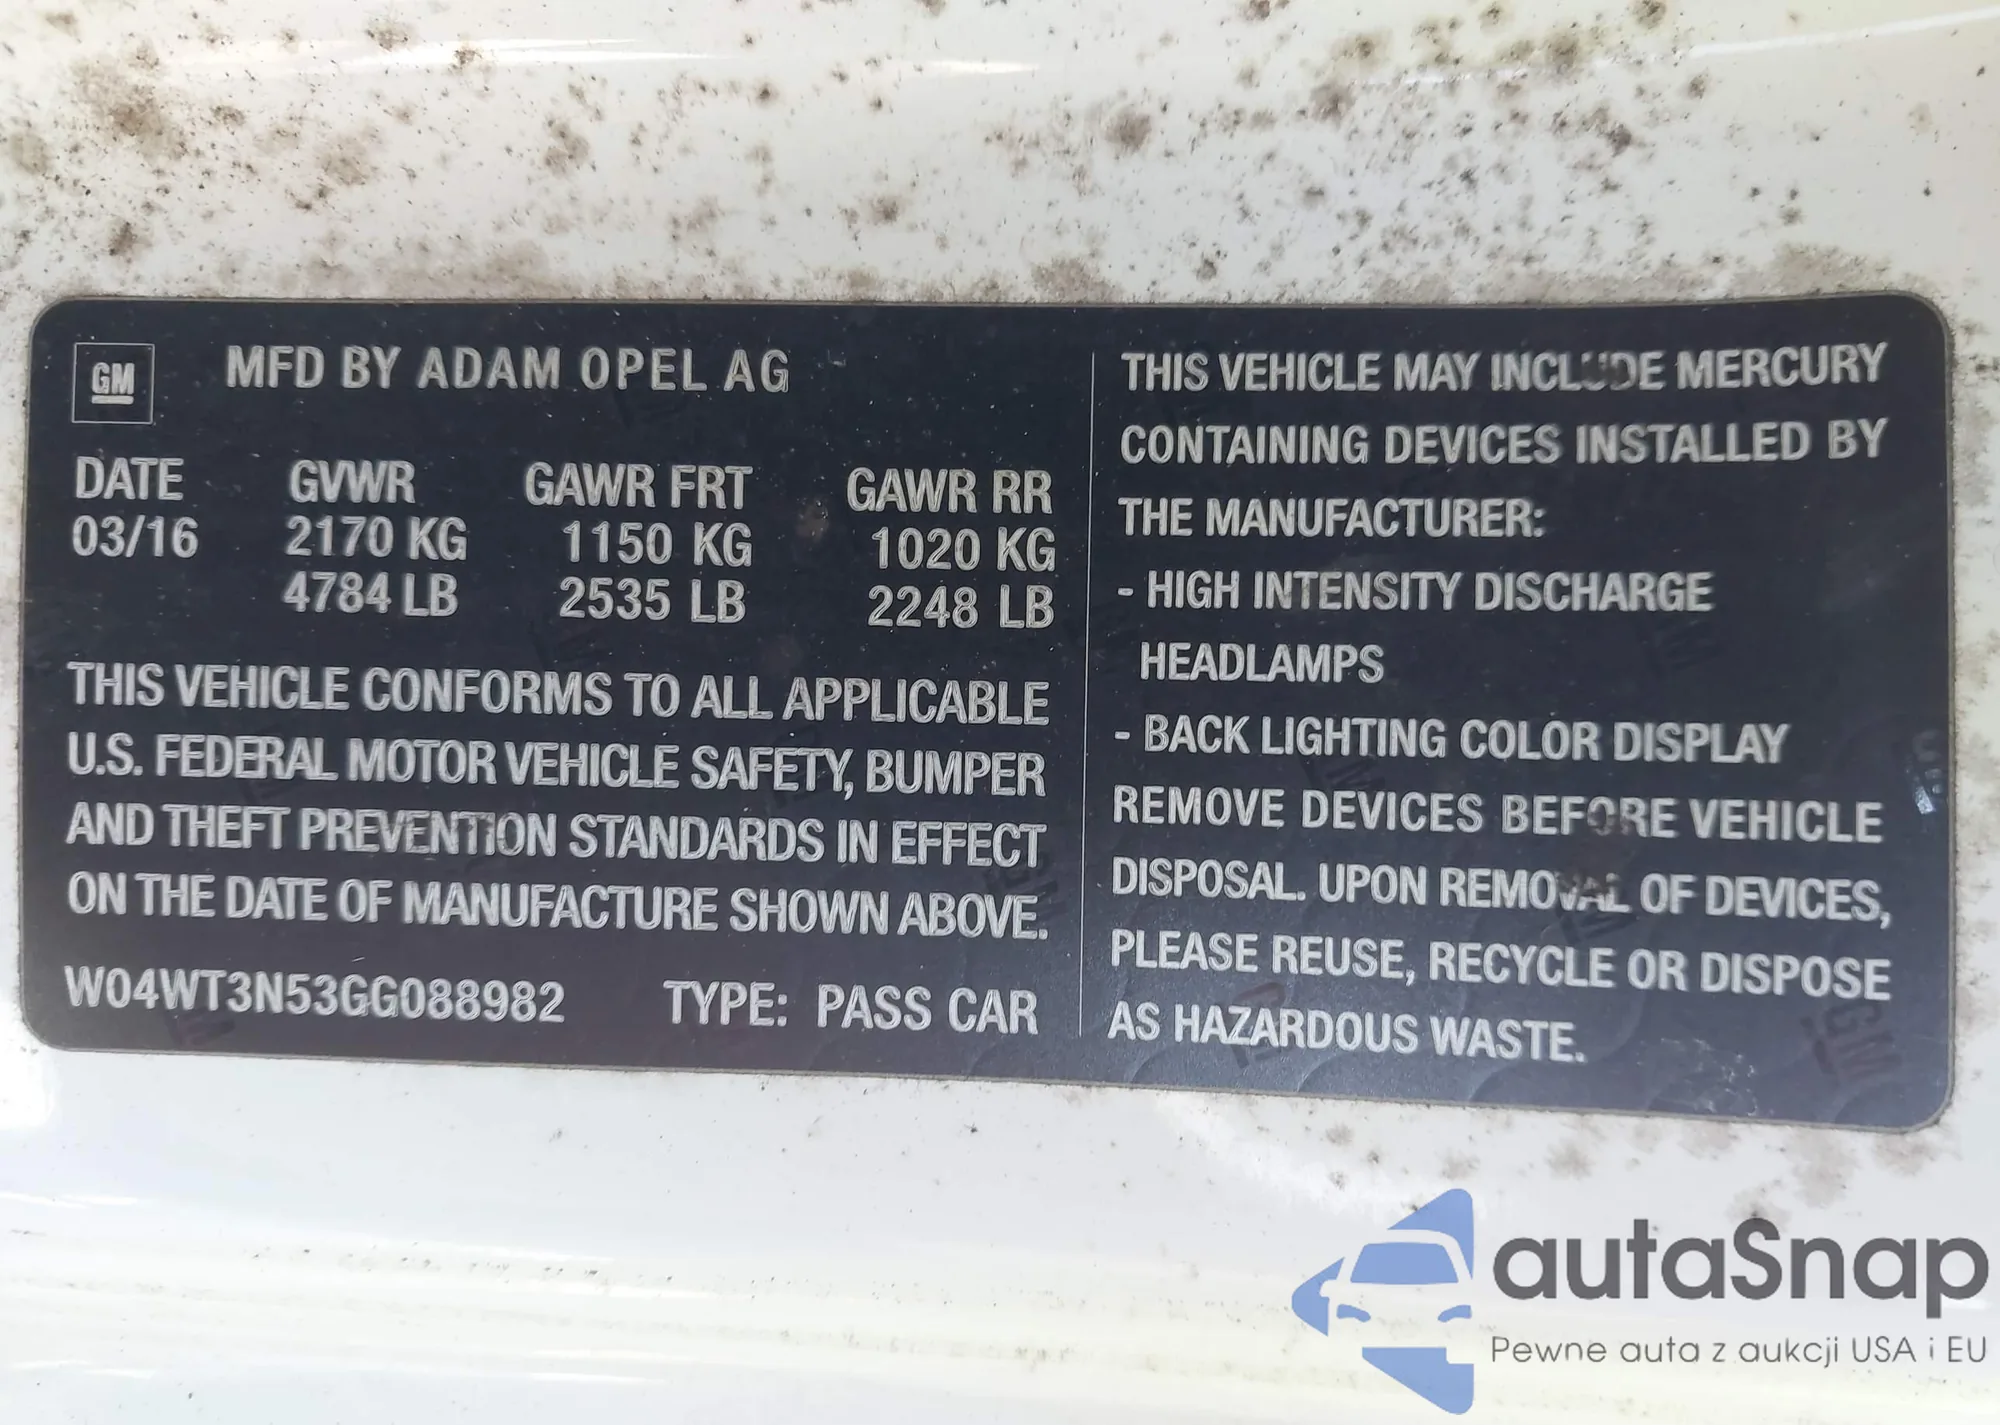 GM
MFD BY ADAM OPEL AG
DATE GVWR GAWR FRT GAWR RR
03/16 2170 KG 1150 KG 1020 KG
4784 LB 2535 LB 2248 LB
THIS VEHICLE CONFORMS TO ALL APPLICABLE
U.S. FEDERAL MOTOR VEHICLE SAFETY, BUMPER
AND THEFT PREVENTION STANDARDS IN EFFECT
ON THE DATE OF MANUFACTURE SHOWN ABOVE.
W04WT3N53GG088982 TYPE: PASS CAR
THIS VEHICLE MAY INCLUDE MERCURY
CONTAINING DEVICES INSTALLED BY
THE MANUFACTURER:
- HIGH INTENSITY DISCHARGE
HEADLAMPS
- BACK LIGHTING COLOR DISPLAY
REMOVE DEVICES BEFORE VEHICLE
DISPOSAL. UPON REMOVAL OF DEVICES,
PLEASE REUSE, RECYCLE OR DISPOSE
AS HAZARDOUS WASTE.
autaSnap
Pewne auta z aukcji USA i EU